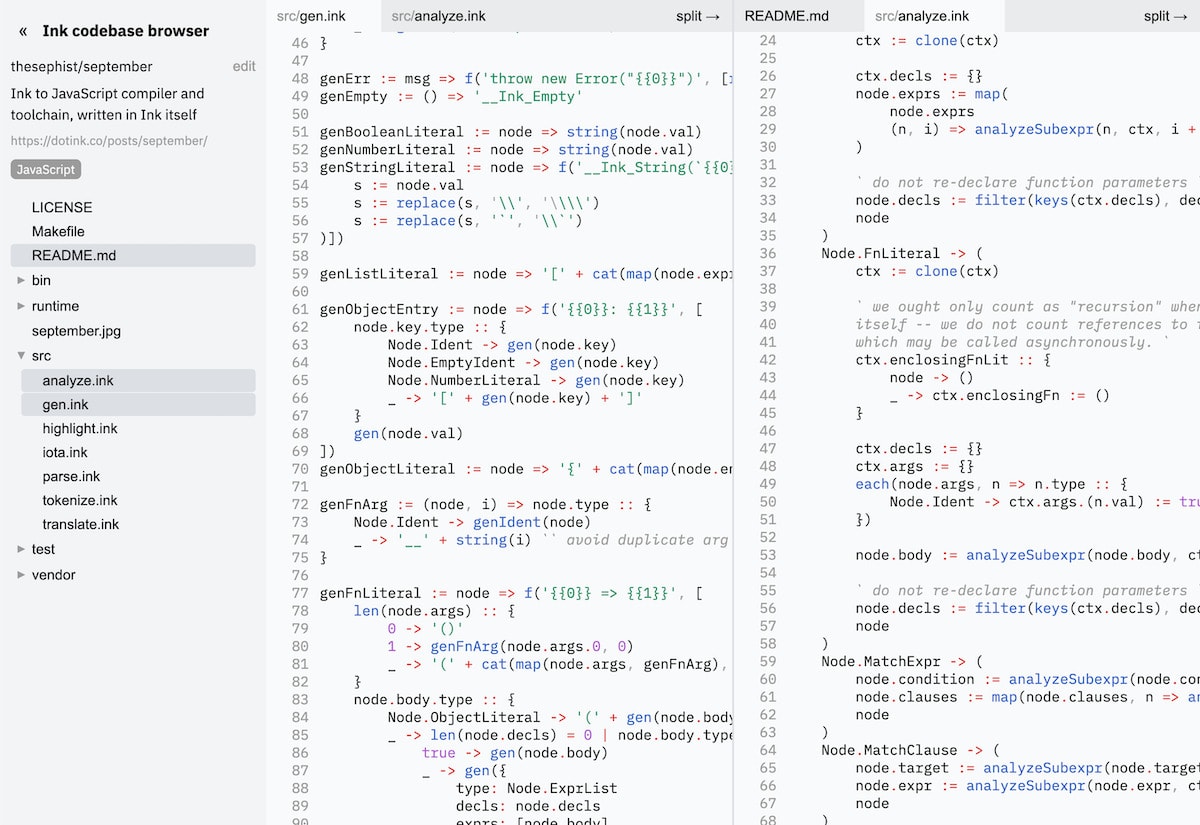 « Ink codebase browser
thesephist/september edit
Ink to JavaScript compiler and
toolchain, written in Ink itself
https://dotink.co/posts/september/
JavaScript
LICENSE
Makefile
README.md
▸ bin
▸ runtime
september.jpg
▾ src
analyze.ink
gen.ink
highlight.ink
iota.ink
parse.ink
tokenize.ink
translate.ink
▸ test
▸ vendor
src/gen.ink src/analyze.ink split →
46 }
47
48 genErr := msg => f('throw new Error("{{0}}")', [
49 genEmpty := () => '__Ink_Empty'
50
51 genBooleanLiteral := node => string(node.val)
52 genNumberLiteral := node => string(node.val)
53 genStringLiteral := node => f('__Ink_String(`{{0
54     s := node.val
55     s := replace(s, '\\', '\\\\')
56     s := replace(s, '`', '\\`')
57 )])
58
59 genListLiteral := node => '[' + cat(map(node.expr
60
61 genObjectEntry := node => f('{{0}}: {{1}}', [
62     node.key.type :: {
63         Node.Ident -> gen(node.key)
64         Node.EmptyIdent -> gen(node.key)
65         Node.NumberLiteral -> gen(node.key)
66         _ -> '[' + gen(node.key) + ']'
67     }
68     gen(node.val)
69 ])
70 genObjectLiteral := node => '{' + cat(map(node.en
71
72 genFnArg := (node, i) => node.type :: {
73     Node.Ident -> genIdent(node)
74     _ -> '__' + string(i) `` avoid duplicate arg
75 }
76
77 genFnLiteral := node => f('{{0}} => {{1}}', [
78     len(node.args) :: {
79         0 -> '()'
80         1 -> genFnArg(node.args.0, 0)
81         _ -> '(' + cat(map(node.args, genFnArg),
82     }
83     node.body.type :: {
84         Node.ObjectLiteral -> '(' + gen(node.body
85         _ -> len(node.decls) = 0 | node.body.type
86             true -> gen(node.body)
87             _ -> gen({
88                 type: Node.ExprList
89                 decls: node.decls
90                 exprs: [node.body]
README.md src/analyze.ink split →
24         ctx := clone(ctx)
25
26         ctx.decls := {}
27         node.exprs := map(
28             node.exprs
29             (n, i) => analyzeSubexpr(n, ctx, i +
30         )
31
32         ` do not re-declare function parameters `
33         node.decls := filter(keys(ctx.decls), dec
34         node
35     )
36     Node.FnLiteral -> (
37         ctx := clone(ctx)
38
39         ` we ought only count as "recursion" when
40         itself -- we do not count references to
41         which may be called asynchronously. `
42         ctx.enclosingFnLit :: {
43             node -> ()
44             _ -> ctx.enclosingFn := ()
45         }
46
47         ctx.decls := {}
48         ctx.args := {}
49         each(node.args, n => n.type :: {
50             Node.Ident -> ctx.args.(n.val) := tru
51         })
52
53         node.body := analyzeSubexpr(node.body, ct
54
55         ` do not re-declare function parameters
56         node.decls := filter(keys(ctx.decls), dec
57         node
58     )
59     Node.MatchExpr -> (
60         node.condition := analyzeSubexpr(node.con
61         node.clauses := map(node.clauses, n => an
62         node
63     )
64     Node.MatchClause -> (
65         node.target := analyzeSubexpr(node.target
66         node.expr := analyzeSubexpr(node.expr, ct
67         node
68     )